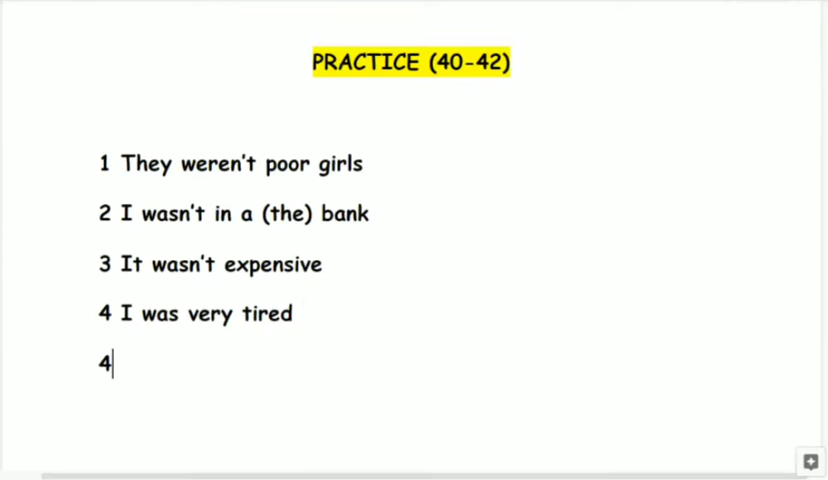 PRACTICE (40-42)
1 They weren't poor girls
2 I wasn't in a (the) bank
3 It wasn't expensive
4 I was very tired
4